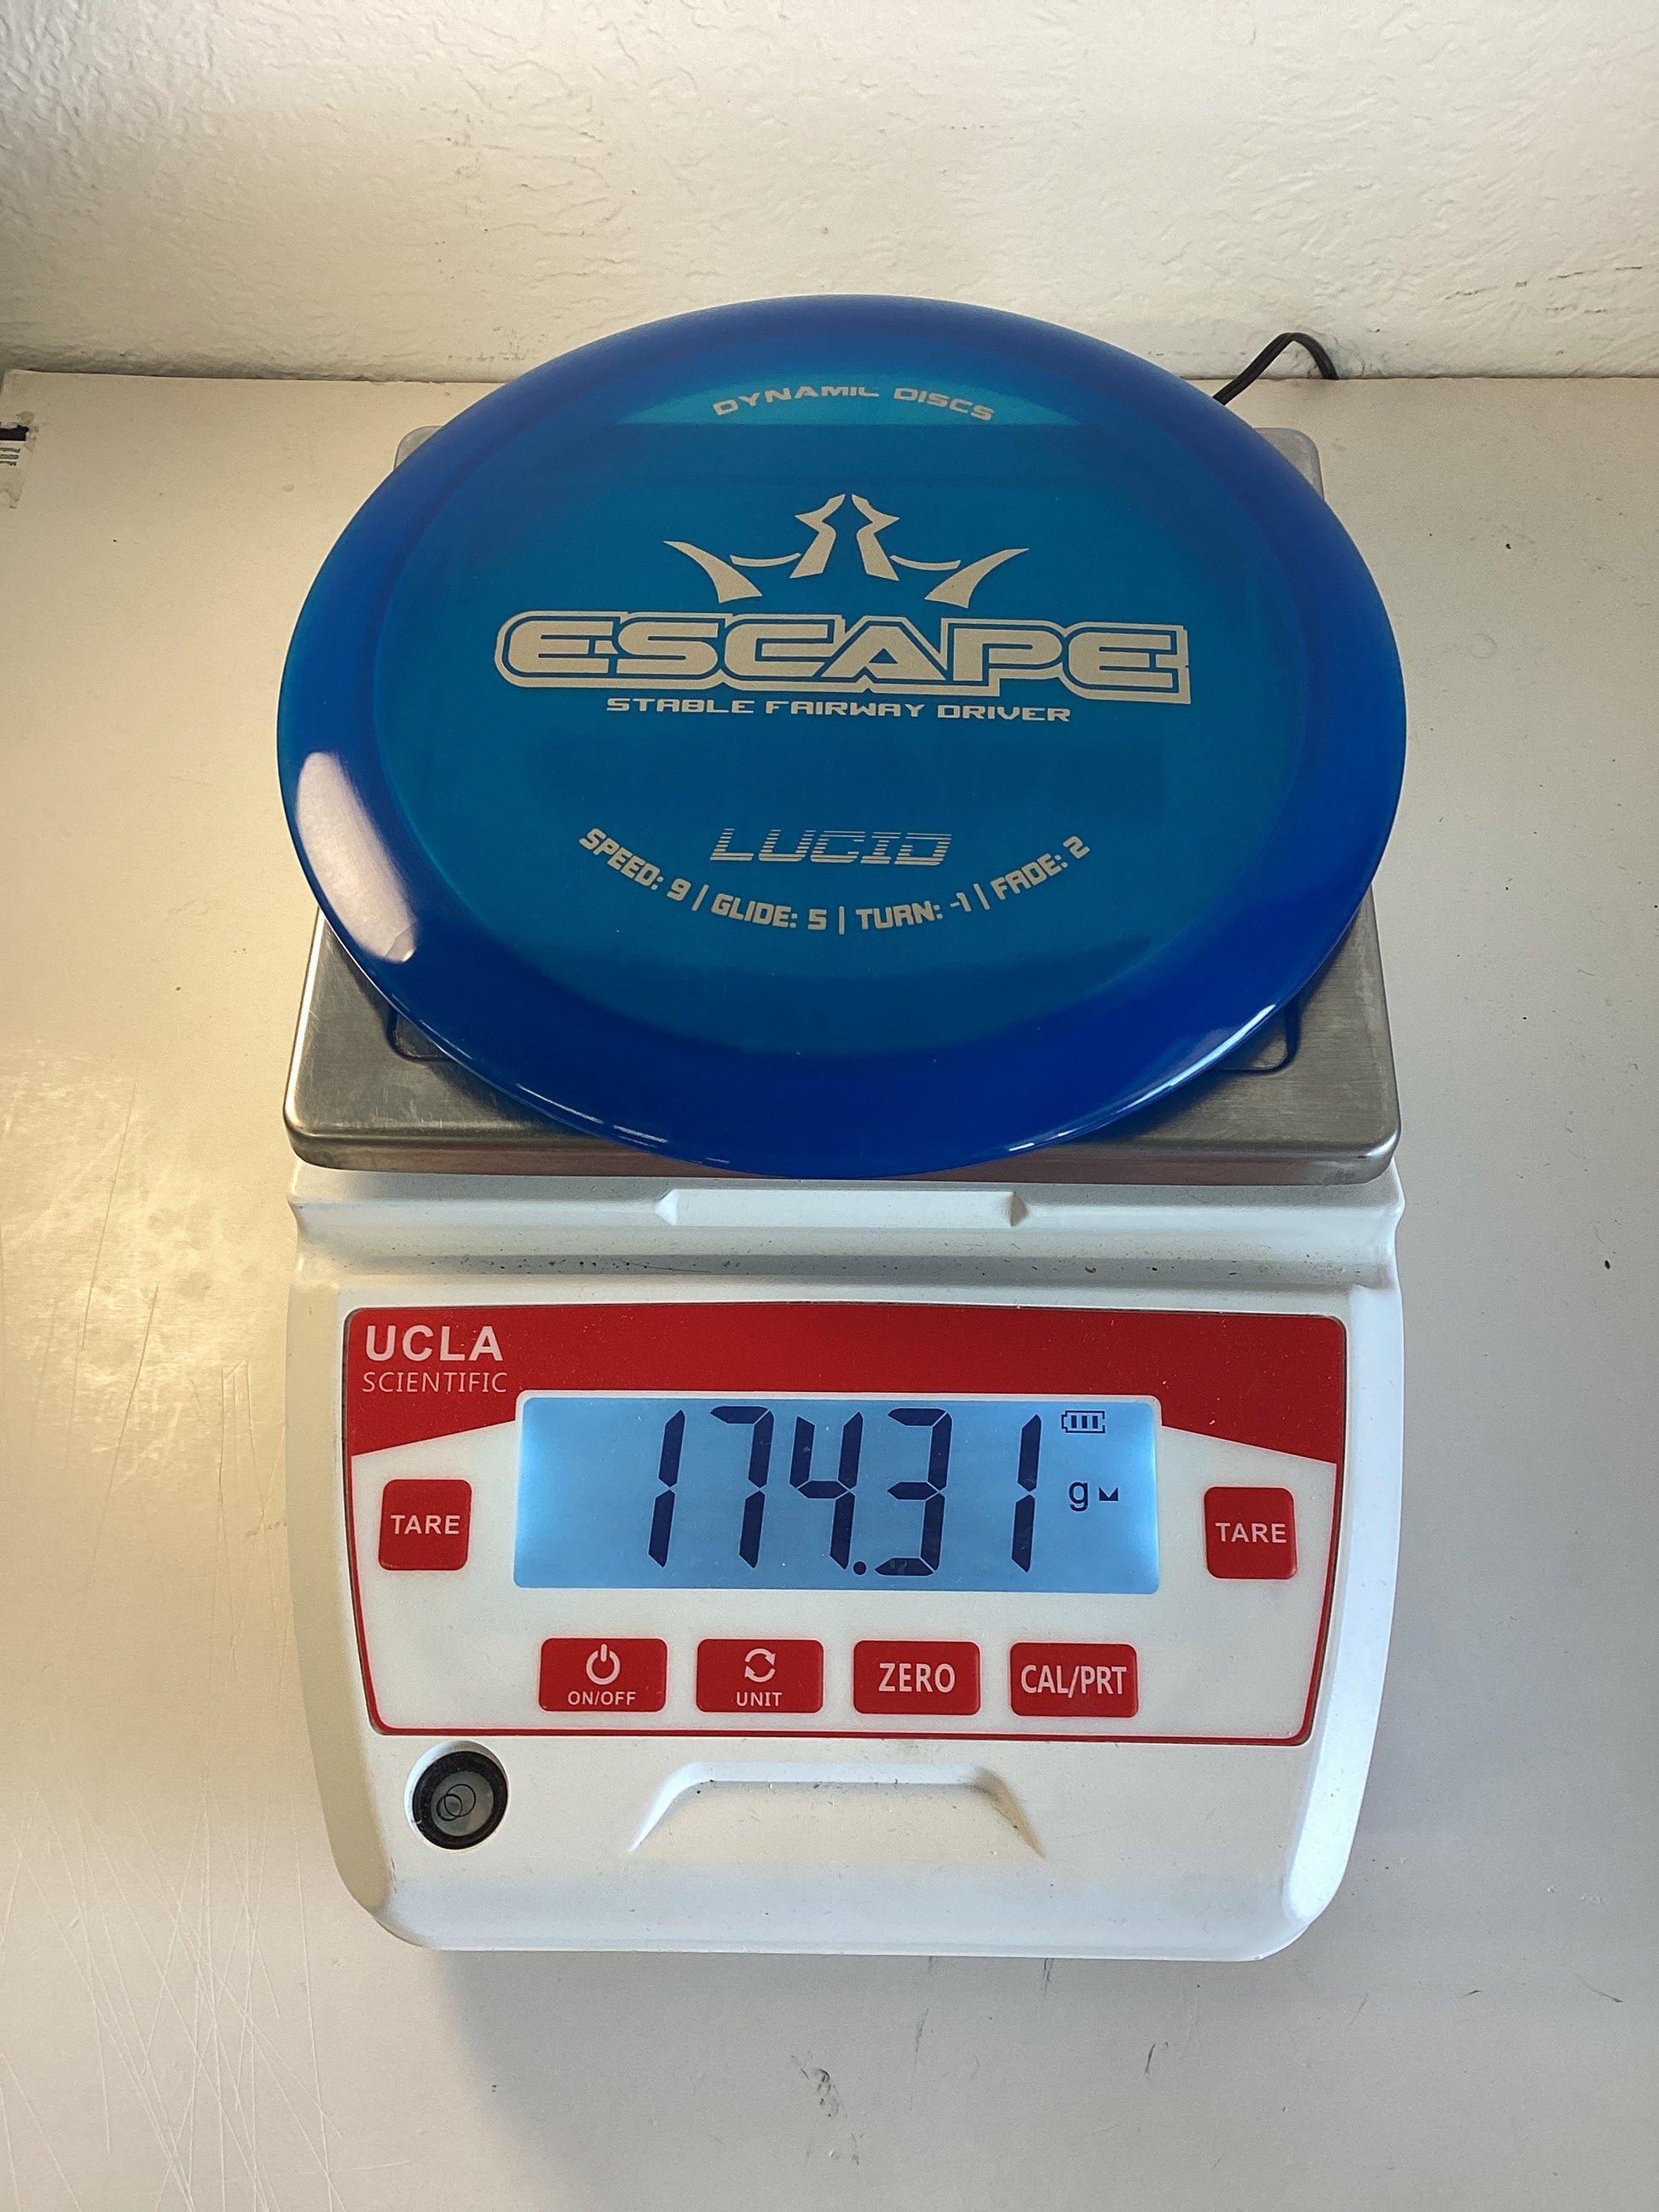 DYNAMIC DISCS
ESCAPE
STABLE FAIRWAY DRIVER
LUCID
SPEED: 9 | GLIDE: 5 | TURN: -1 | FADE: 2
UCLA
SCIENTIFIC
174.31 g
TARE
TARE
ON/OFF
UNIT
ZERO
CAL/PRT